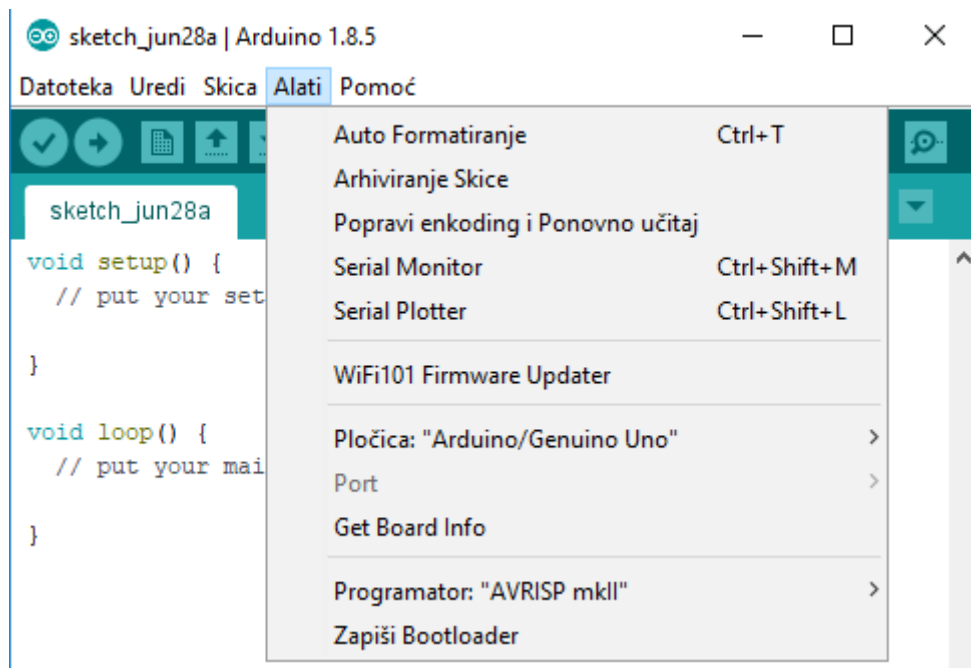 sketch_jun28a | Arduino 1.8.5
Datoteka Uredi Skica Alati Pomoć
Auto Formatiranje Ctrl+T
Arhiviranje Skice
Popravi enkoding i Ponovno učitaj
Serial Monitor Ctrl+Shift+M
Serial Plotter Ctrl+Shift+L
WiFi101 Firmware Updater
Pločica: "Arduino/Genuino Uno"
Port
Get Board Info
Programator: "AVRISP mkII"
Zapiši Bootloader
sketch_jun28a
void setup() {
// put your set
}
void loop() {
// put your mai
}